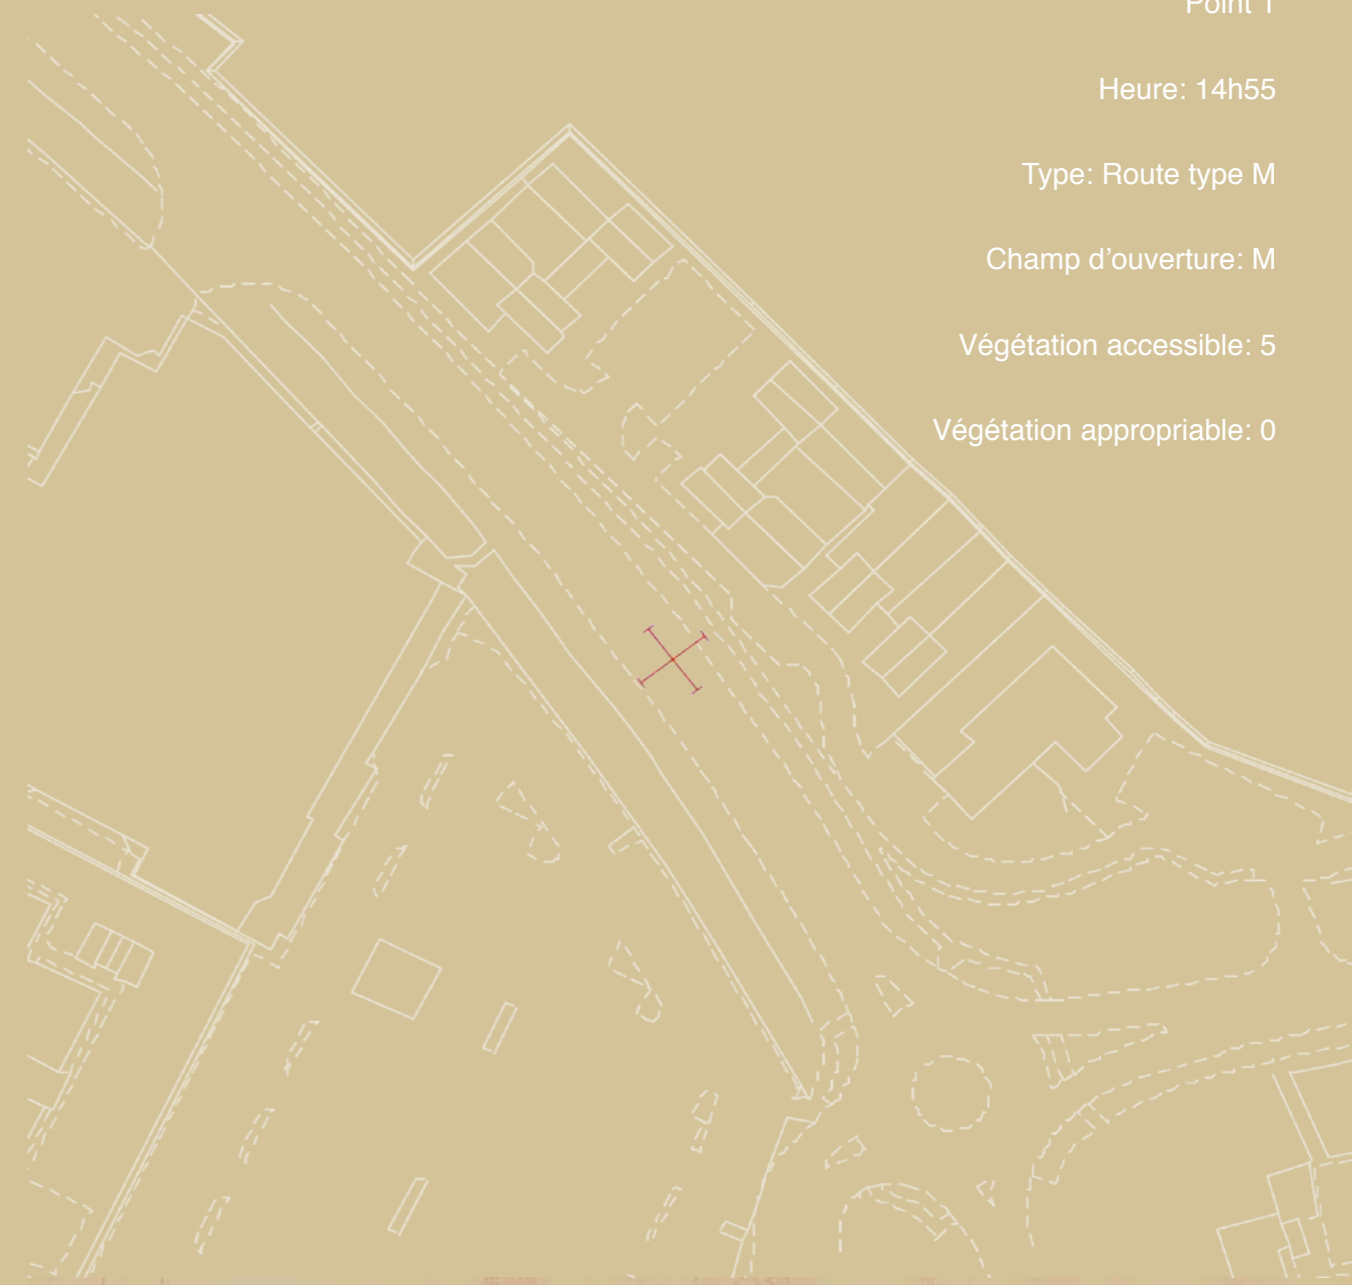 Point 1
Heure: 14h55
Type: Route type M
Champ d’ouverture: M
Végétation accessible: 5
Végétation appropriable: 0